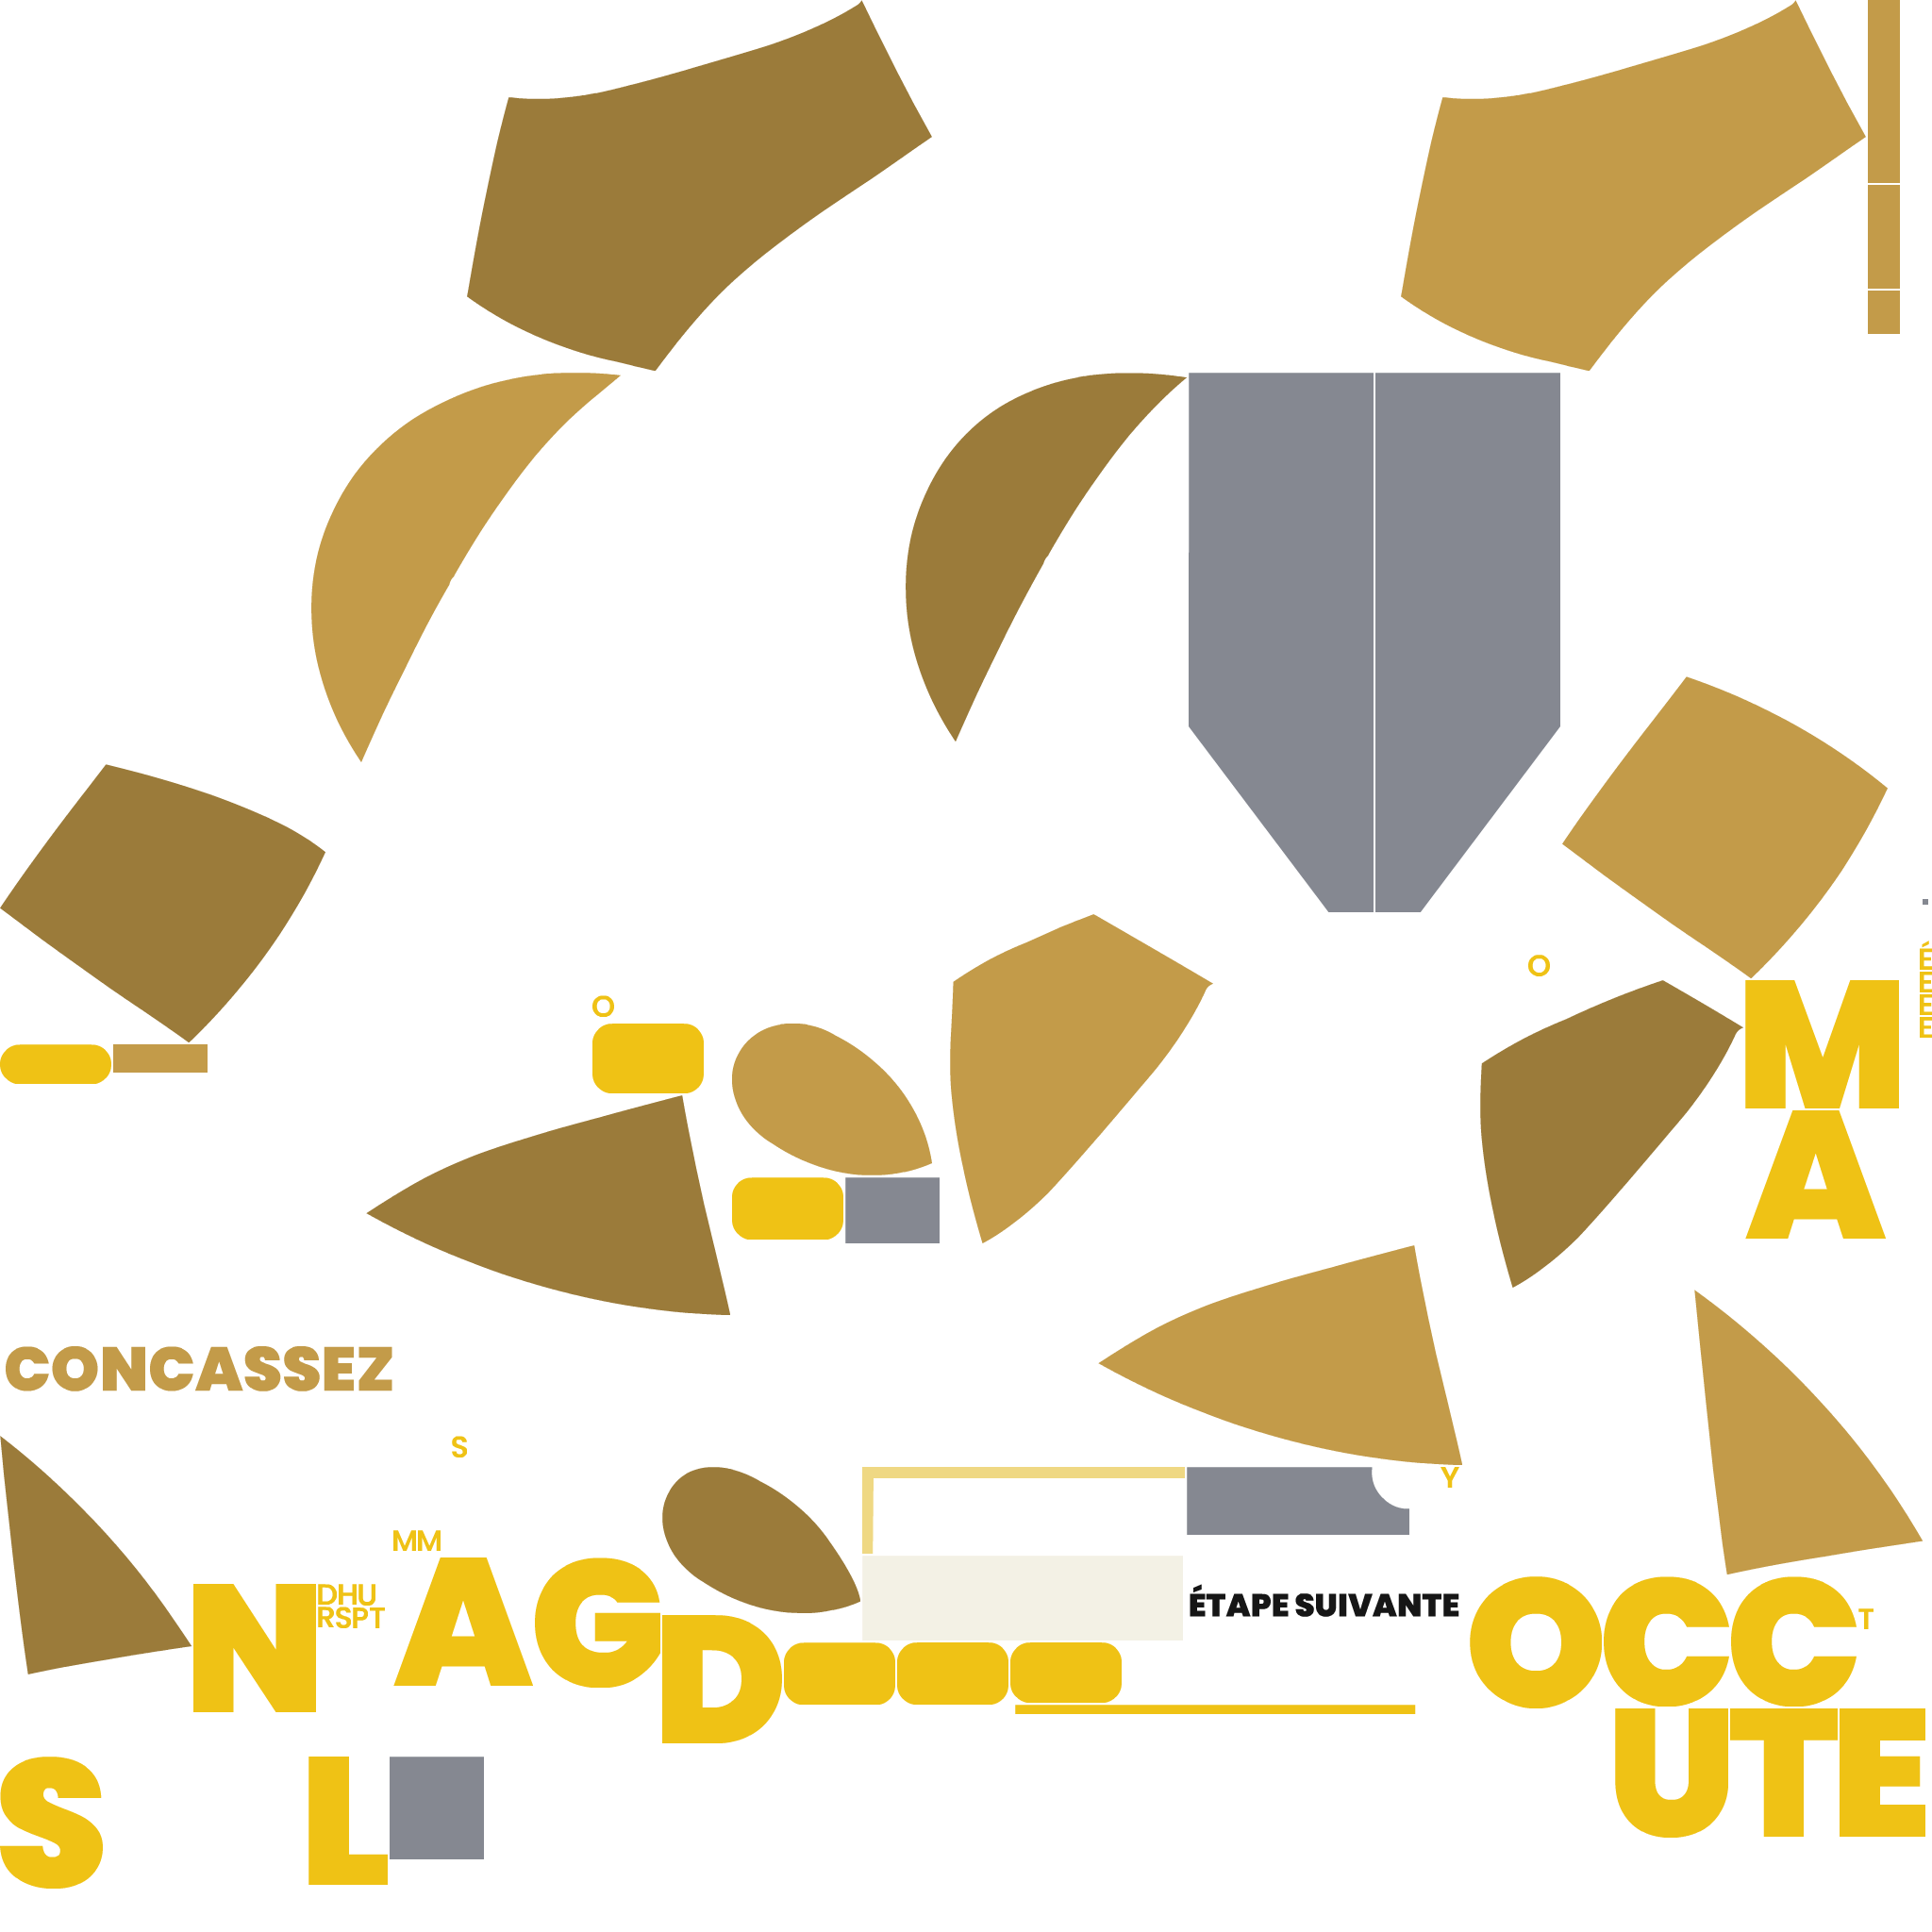 O
O
É
E
E
E
M
A
CONCASSEZ
S
Y
MM
N
DHU
RSPT
AG
D
ÉTAPE SUIVANTE
OCC
T
UTE
S
L